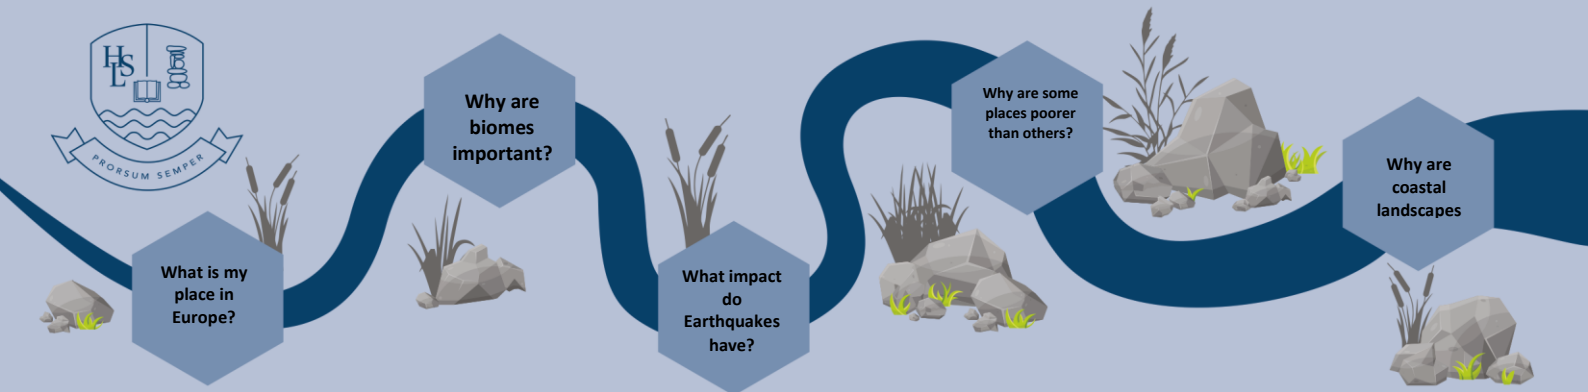 HLS
PRORSUM SEMPER
What is my
place in
Europe?
Why are
biomes
important?
What impact
do
Earthquakes
have?
Why are some
places poorer
than others?
Why are
coastal
landscapes